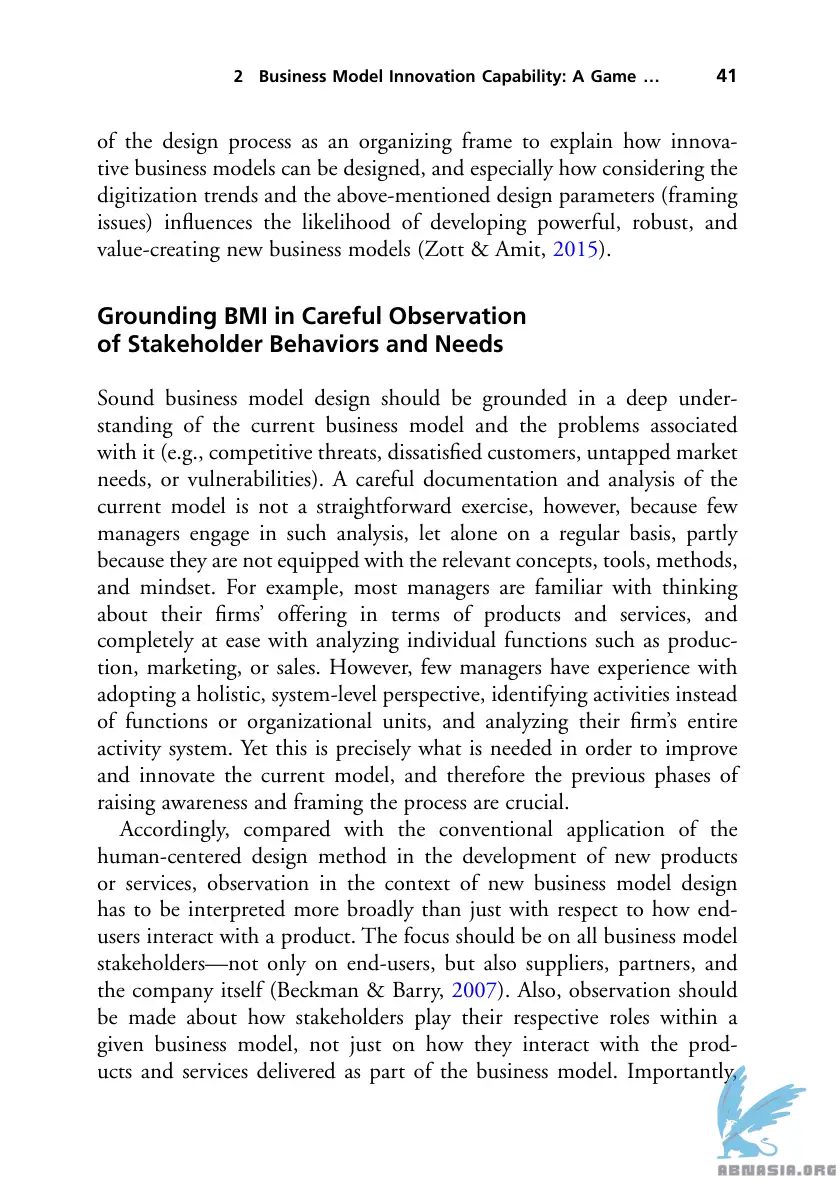 2 Business Model Innovation Capability: A Game … 41
of the design process as an organizing frame to explain how innova-
tive business models can be designed, and especially how considering the
digitization trends and the above-mentioned design parameters (framing
issues) influences the likelihood of developing powerful, robust, and
value-creating new business models (Zott & Amit, 2015).
Grounding BMI in Careful Observation
of Stakeholder Behaviors and Needs
Sound business model design should be grounded in a deep under-
standing of the current business model and the problems associated
with it (e.g., competitive threats, dissatisfied customers, untapped market
needs, or vulnerabilities). A careful documentation and analysis of the
current model is not a straightforward exercise, however, because few
managers engage in such analysis, let alone on a regular basis, partly
because they are not equipped with the relevant concepts, tools, methods,
and mindset. For example, most managers are familiar with thinking
about their firms’ offering in terms of products and services, and
completely at ease with analyzing individual functions such as produc-
tion, marketing, or sales. However, few managers have experience with
adopting a holistic, system-level perspective, identifying activities instead
of functions or organizational units, and analyzing their firm’s entire
activity system. Yet this is precisely what is needed in order to improve
and innovate the current model, and therefore the previous phases of
raising awareness and framing the process are crucial.
Accordingly, compared with the conventional application of the
human-centered design method in the development of new products
or services, observation in the context of new business model design
has to be interpreted more broadly than just with respect to how end-
users interact with a product. The focus should be on all business model
stakeholders—not only on end-users, but also suppliers, partners, and
the company itself (Beckman & Barry, 2007). Also, observation should
be made about how stakeholders play their respective roles within a
given business model, not just on how they interact with the prod-
ucts and services delivered as part of the business model. Importantly,
ABNASIA.ORG